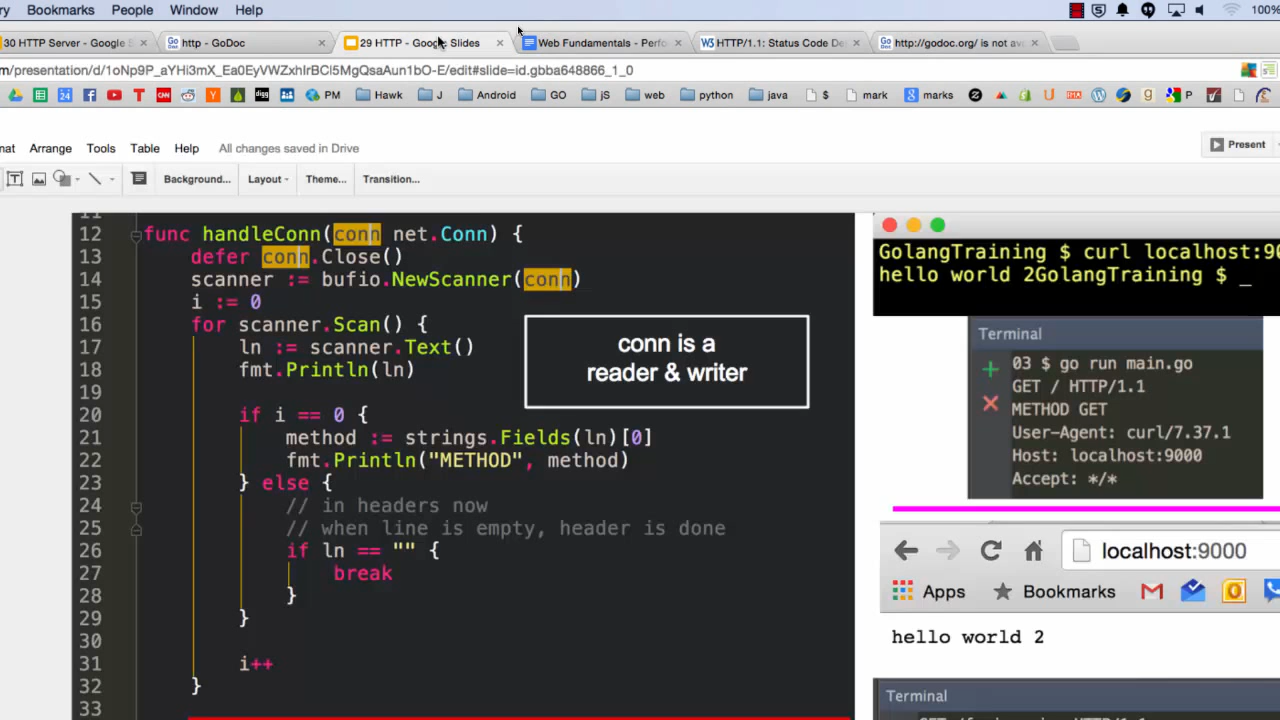 ry Bookmarks People Window Help 100%
30 HTTP Server - Google S
http - GoDoc
29 HTTP - Google Slides
Web Fundamentals - Perfo
HTTP/1.1: Status Code De
http://godoc.org/ is not ava
m/presentation/d/1oNp9P_aYHi3mX_Ea0EyVWZxhIrBCl5MgQsaAun1bO-E/edit#slide=id.gbba648866_1_0
PM Hawk J Android GO jS web python java $ mark marks P
nat Arrange Tools Table Help All changes saved in Drive
Present
Background... Layout Theme... Transition...
11
12 func handleConn(conn net.Conn) {
13 defer conn.Close()
14 scanner := bufio.NewScanner(conn)
15 i := 0
16 for scanner.Scan() {
17 ln := scanner.Text()
18 fmt.Println(ln)
19
20 if i == 0 {
21 method := strings.Fields(ln)[0]
22 fmt.Println("METHOD", method)
23 } else {
24 // in headers now
25 // when line is empty, header is done
26 if ln == "" {
27 break
28 }
29 }
30
31 i++
32 }
33
conn is a
reader & writer
GolangTraining $ curl localhost:90
hello world 2GolangTraining $ _
Terminal
03 $ go run main.go
GET / HTTP/1.1
METHOD GET
User-Agent: curl/7.37.1
Host: localhost:9000
Accept: */*
localhost:9000
Apps Bookmarks
hello world 2
Terminal